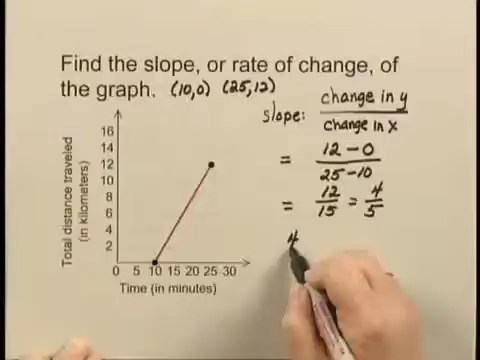 Find the slope, or rate of change, of
the graph. (10,0) (25,12)
slope: change in y
change in x
= 12 - 0
25 - 10
= 12 = 4
15 5
4
Total distance traveled
(in kilometers)
16
14
12
10
8
6
4
2
0 5 10 15 20 25 30
Time (in minutes)